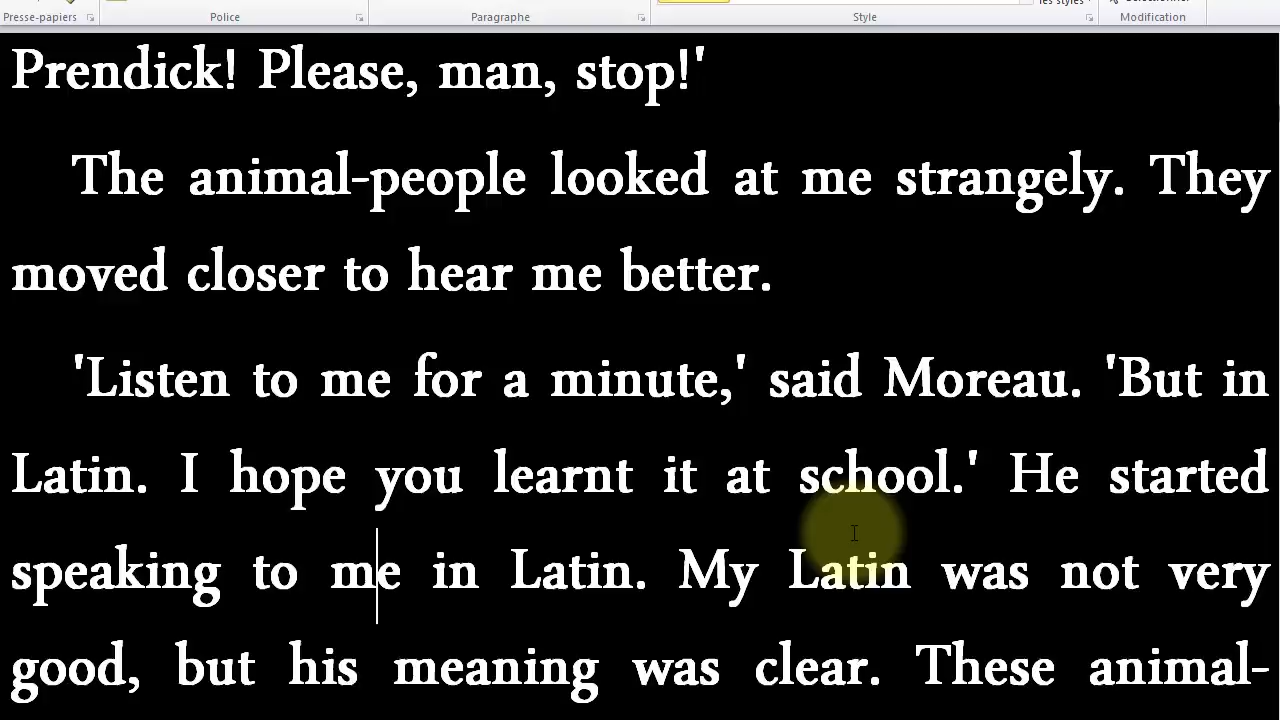 Presse-papiers Police Paragraphe Style Modification
Prendick! Please, man, stop!'
The animal-people looked at me strangely. They
moved closer to hear me better.
'Listen to me for a minute,' said Moreau. 'But in
Latin. I hope you learnt it at school.' He started
speaking to me in Latin. My Latin was not very
good, but his meaning was clear. These animal-